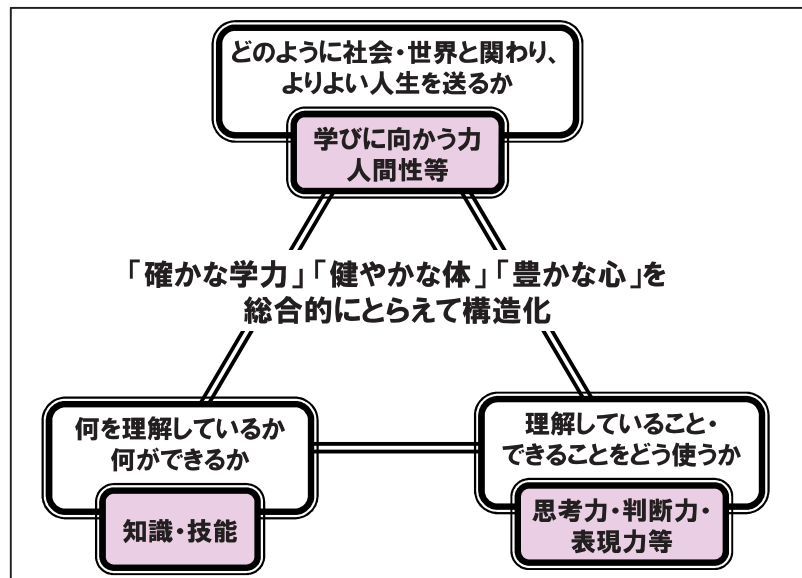 どのように社会・世界と関わり、
よりよい人生を送るか
学びに向かう力
人間性等
「確かな学力」「健やかな体」「豊かな心」を
総合的にとらえて構造化
何を理解しているか
何ができるか
知識・技能
理解していること・
できることをどう使うか
思考力・判断力・
表現力等